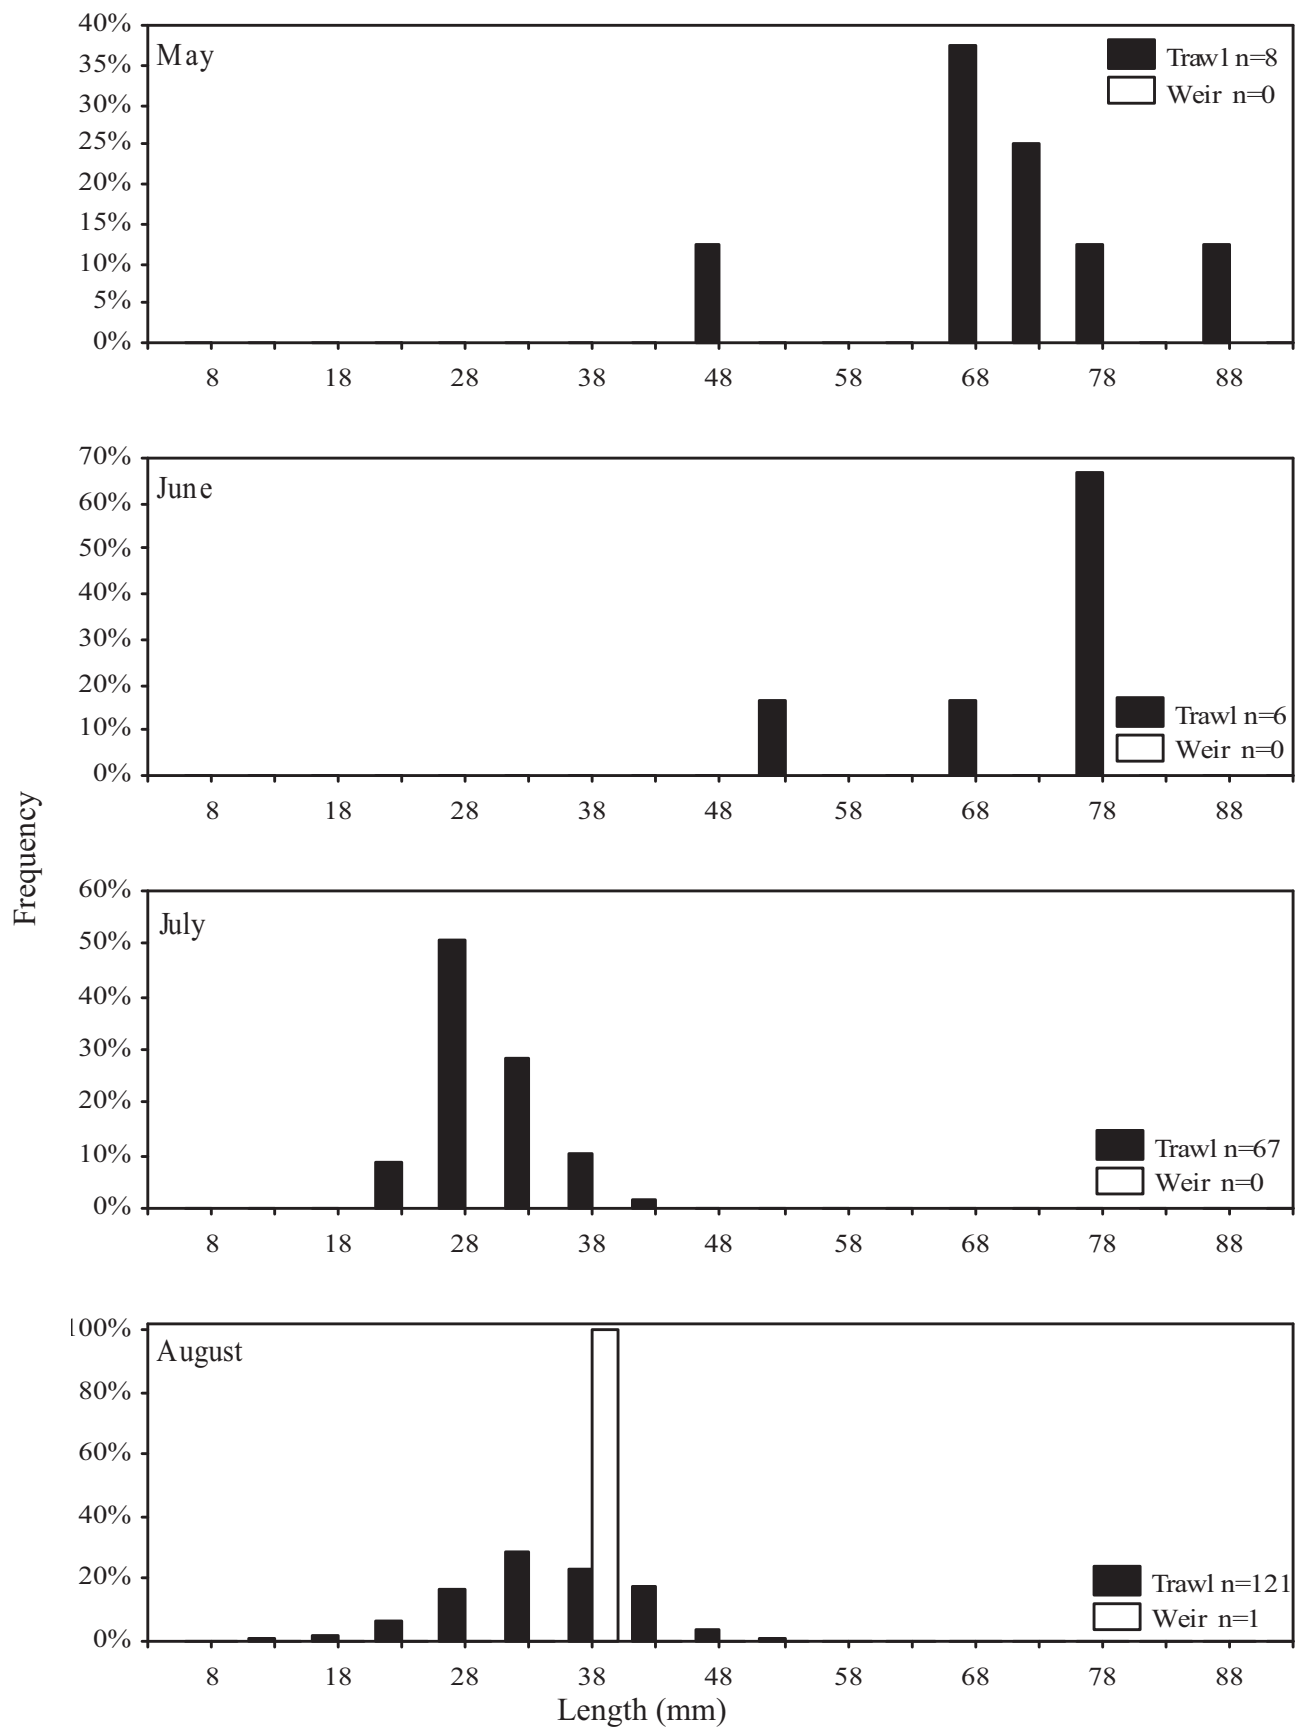 40%
May
Trawl n=8
35%
Weir n=0
30%
25%
20%
15%
10%
5%
0%
8 18 28 38 48 58 68 78 88
70%
June
60%
50%
40%
30%
20%
Trawl n=6
10%
Weir n=0
0%
8 18 28 38 48 58 68 78 88
Frequency
60%
July
50%
40%
30%
20%
10%
Trawl n=67
Weir n=0
0%
8 18 28 38 48 58 68 78 88
100%
August
80%
60%
40%
20%
Trawl n=121
Weir n=1
0%
8 18 28 38 48 58 68 78 88
Length (mm)